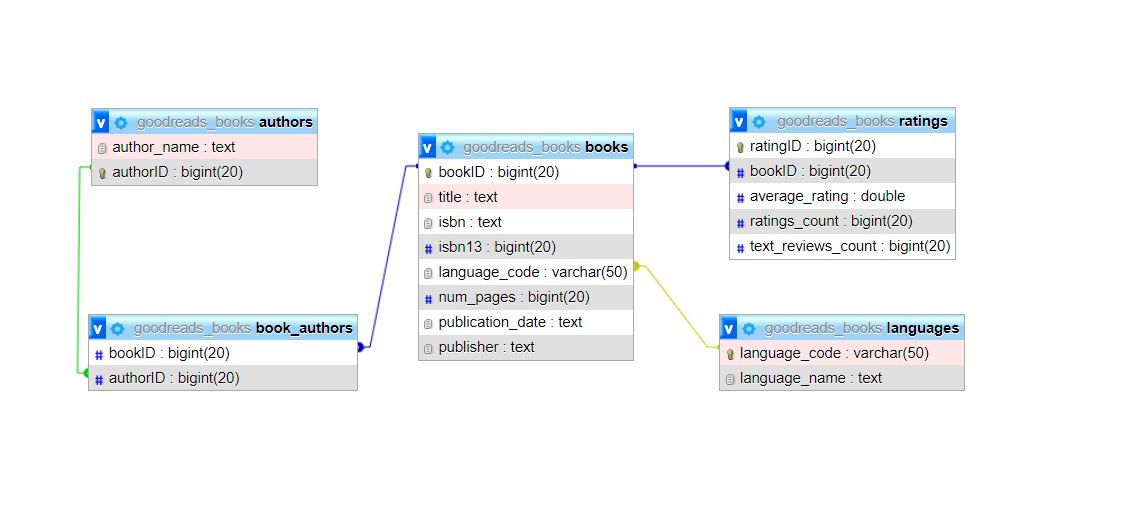 v goodreads_books authors
author_name : text
authorID : bigint(20)
v goodreads_books book_authors
bookID : bigint(20)
authorID : bigint(20)
v goodreads_books books
bookID : bigint(20)
title : text
isbn : text
isbn13 : bigint(20)
language_code : varchar(50)
num_pages : bigint(20)
publication_date : text
publisher : text
v goodreads_books ratings
ratingID : bigint(20)
bookID : bigint(20)
average_rating : double
ratings_count : bigint(20)
text_reviews_count : bigint(20)
v goodreads_books languages
language_code : varchar(50)
language_name : text